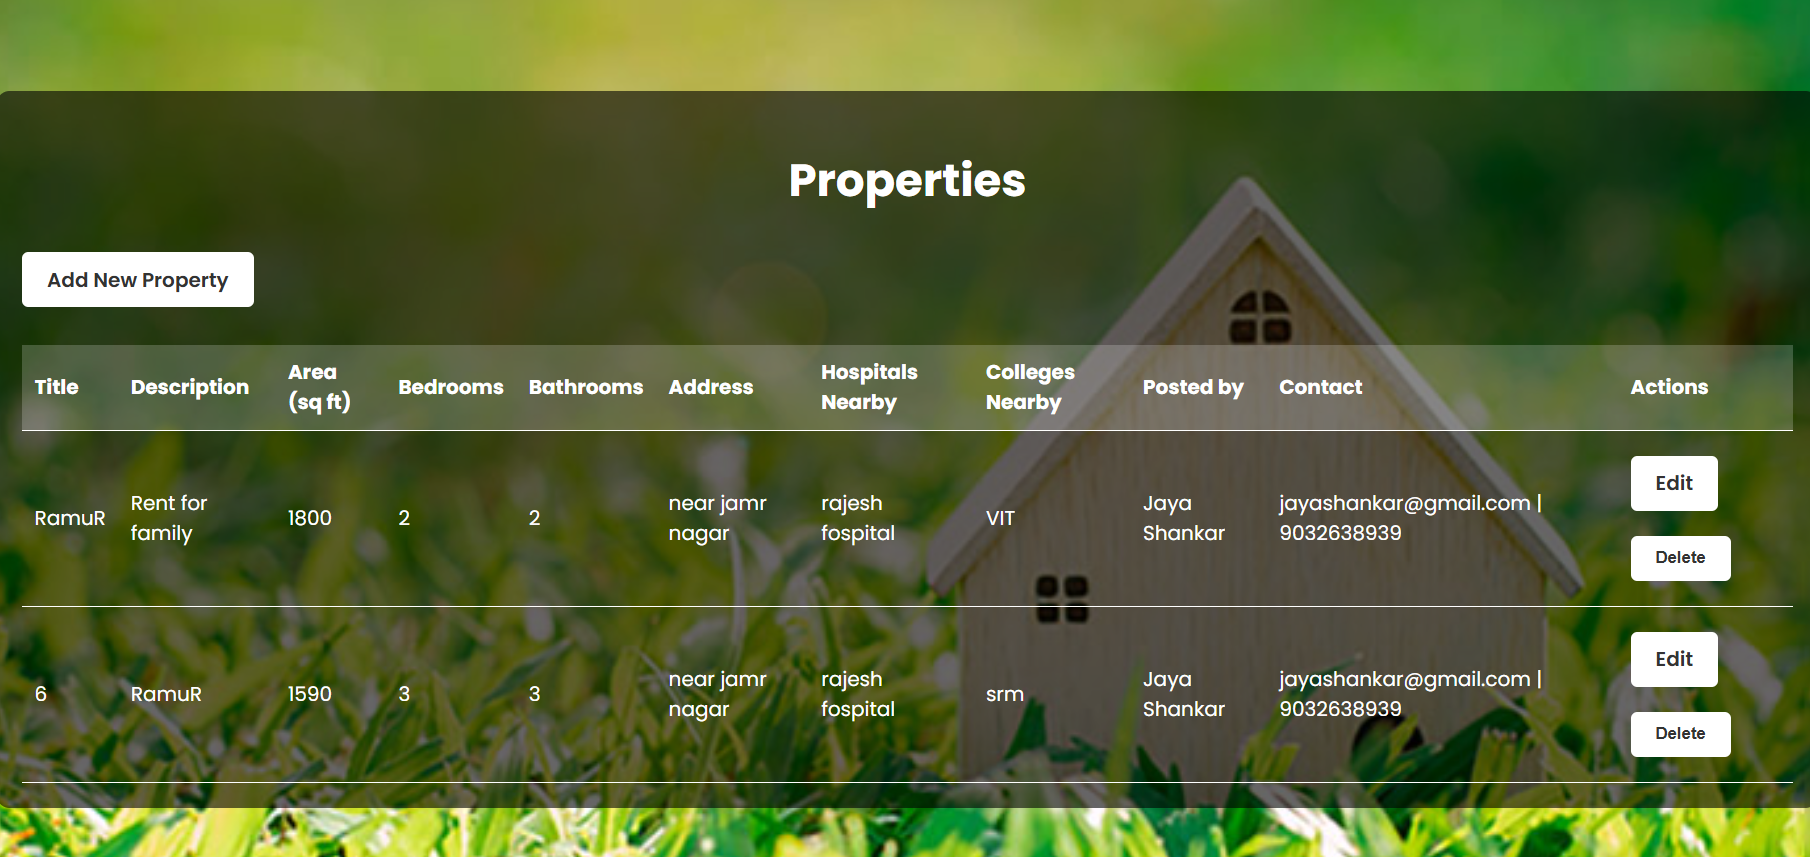 Properties
Add New Property
Title Description Area (sq ft) Bedrooms Bathrooms Address Hospitals Nearby Colleges Nearby Posted by Contact Actions
RamuR Rent for family 1800 2 2 near jamr nagar rajesh fospital VIT Jaya Shankar jayashankar@gmail.com | 9032638939 Edit Delete
6 RamuR 1590 3 3 near jamr nagar rajesh fospital srm Jaya Shankar jayashankar@gmail.com | 9032638939 Edit Delete